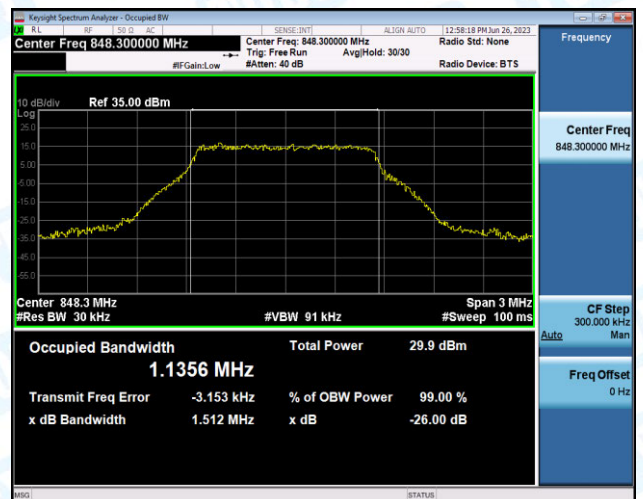 Keysight Spectrum Analyzer - Occupied BW
RL RF 50 Ω AC SENSE:INT ALIGN AUTO 12:58:18 PM Jun 26, 2023
Center Freq 848.300000 MHz
Center Freq: 848.300000 MHz Radio Std: None
Trig: Free Run Avg|Hold: 30/30
#IFGain:Low #Atten: 40 dB Radio Device: BTS
10 dB/div Ref 35.00 dBm
Log
25.0
15.0
5.00
-5.00
-15.0
-25.0
-35.0
-45.0
-55.0
Center 848.3 MHz Span 3 MHz
#Res BW 30 kHz #VBW 91 kHz #Sweep 100 ms
Occupied Bandwidth Total Power 29.9 dBm
1.1356 MHz
Transmit Freq Error -3.153 kHz % of OBW Power 99.00 %
x dB Bandwidth 1.512 MHz x dB -26.00 dB
MSG STATUS
Frequency
Center Freq
848.300000 MHz
CF Step
300.000 kHz
Auto Man
Freq Offset
0 Hz